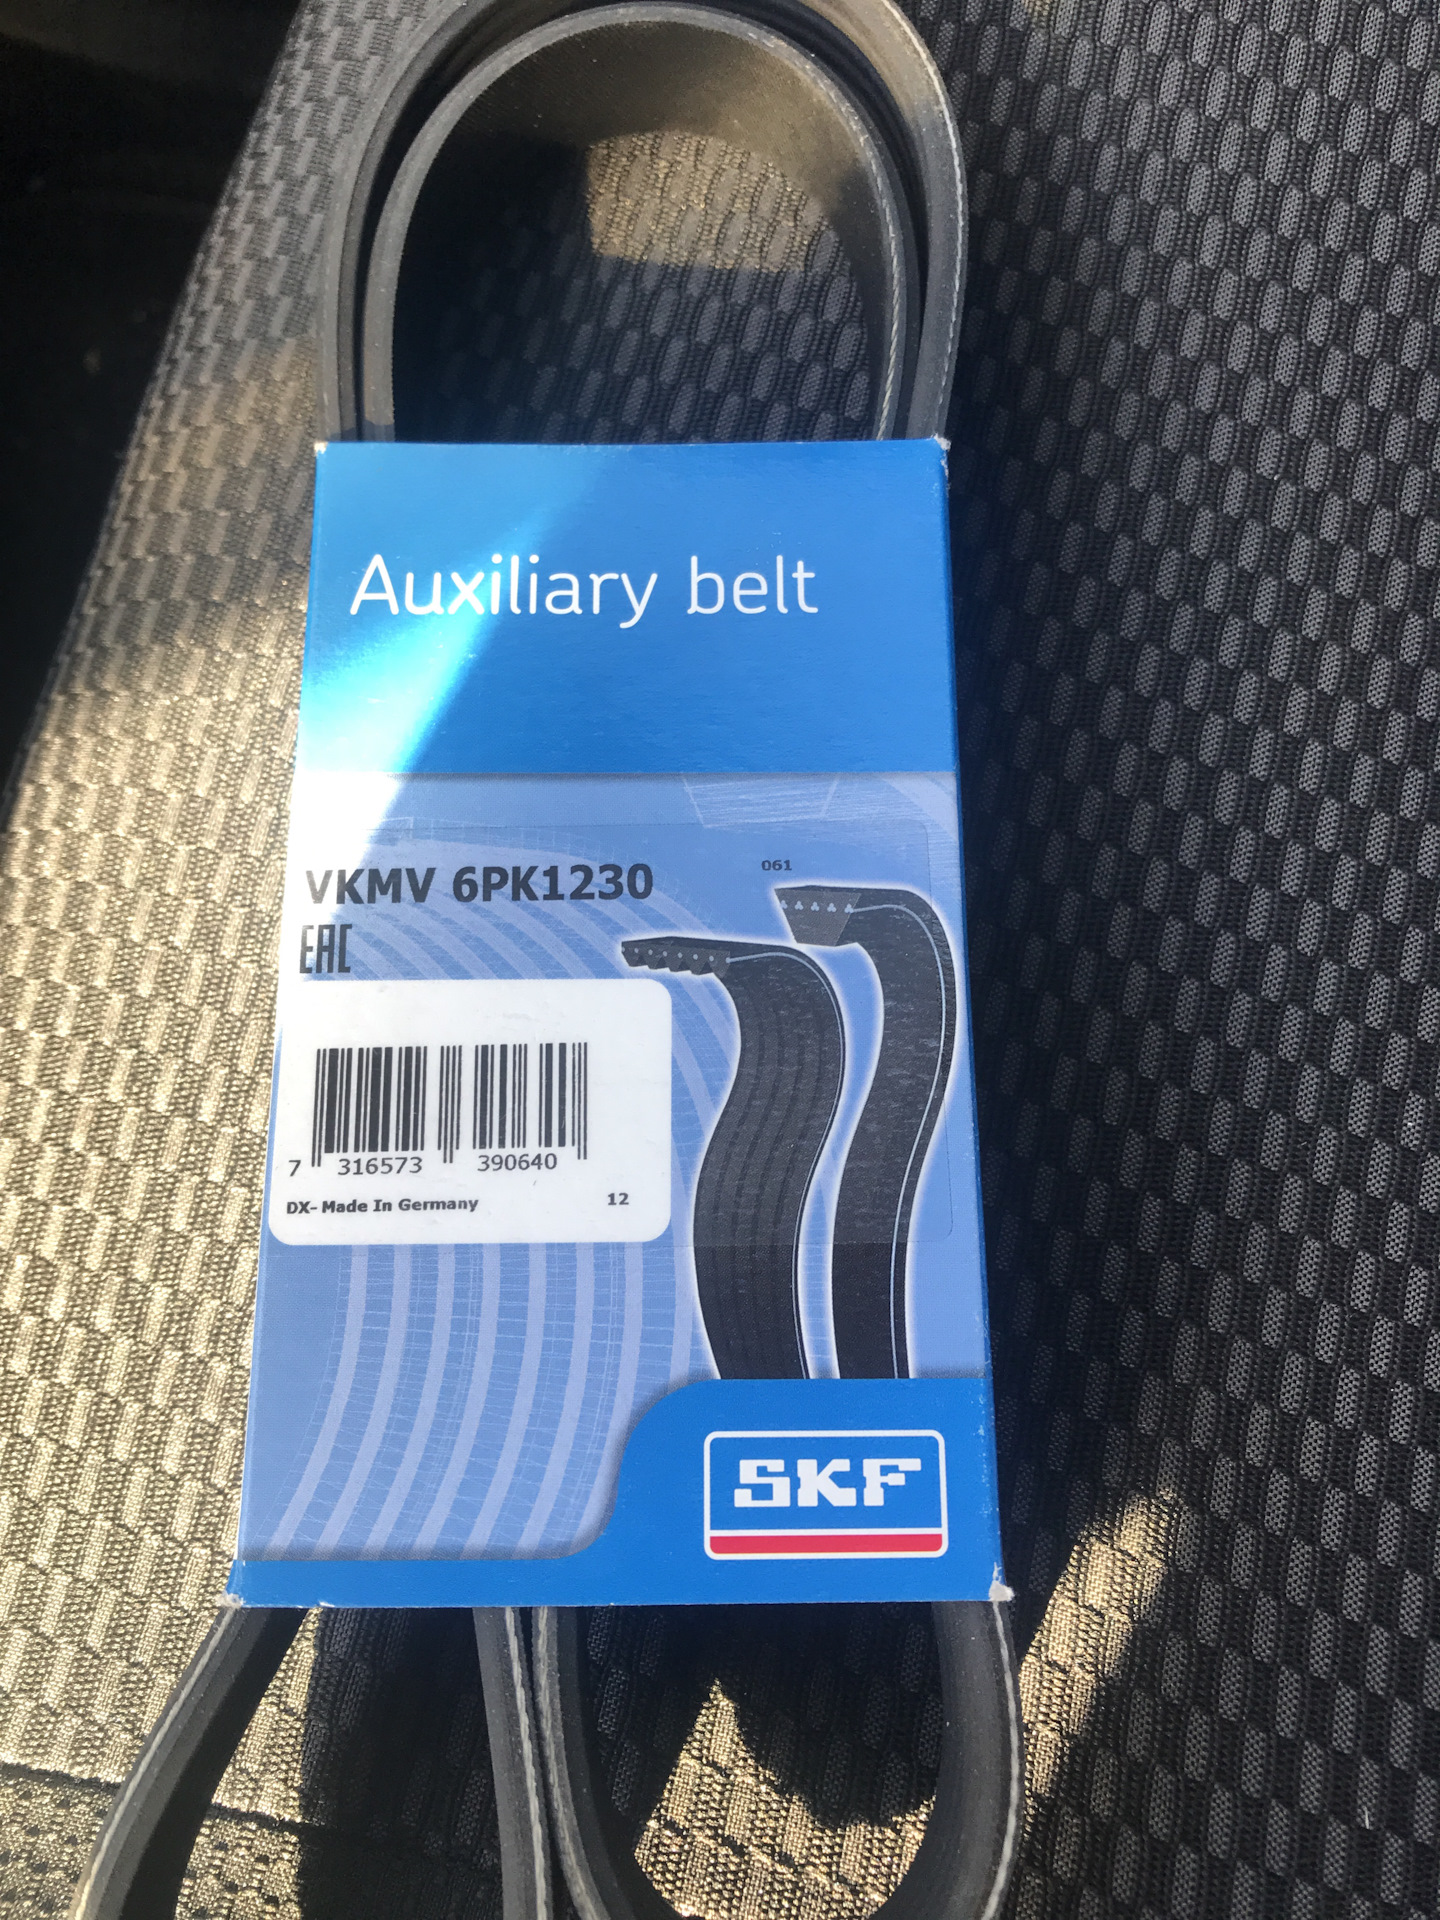 Auxiliary belt
VKMV 6PK1230
061
EAC
7 316573 390640
DX- Made In Germany 12
SKF